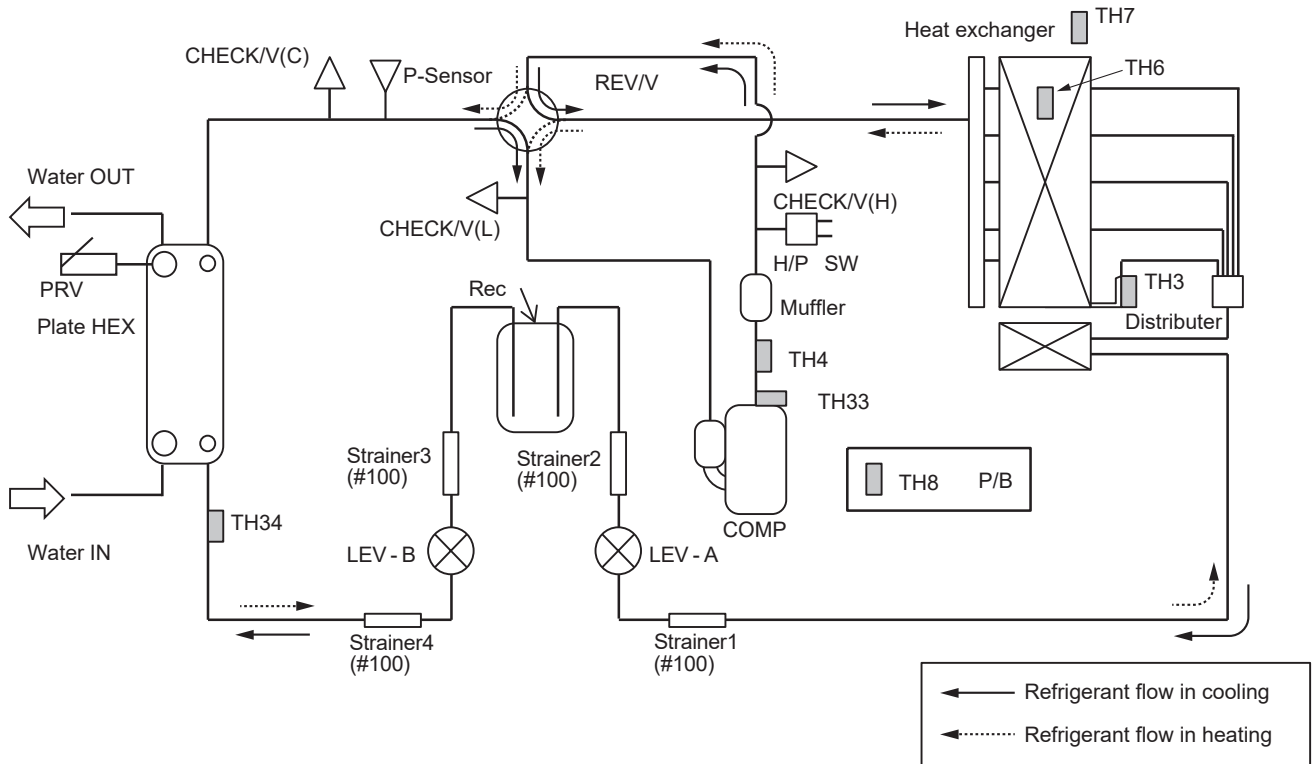 TH7
Heat exchanger
CHECK/V(C)
P-Sensor
REV/V
TH6
Water OUT
CHECK/V(L)
CHECK/V(H)
H/P SW
PRV
Plate HEX
Rec
Muffler
TH3
Distributer
TH4
TH33
Strainer3
(#100)
Strainer2
(#100)
TH8
P/B
TH34
COMP
Water IN
LEV - B
LEV - A
Strainer4
(#100)
Strainer1
(#100)
Refrigerant flow in cooling
Refrigerant flow in heating